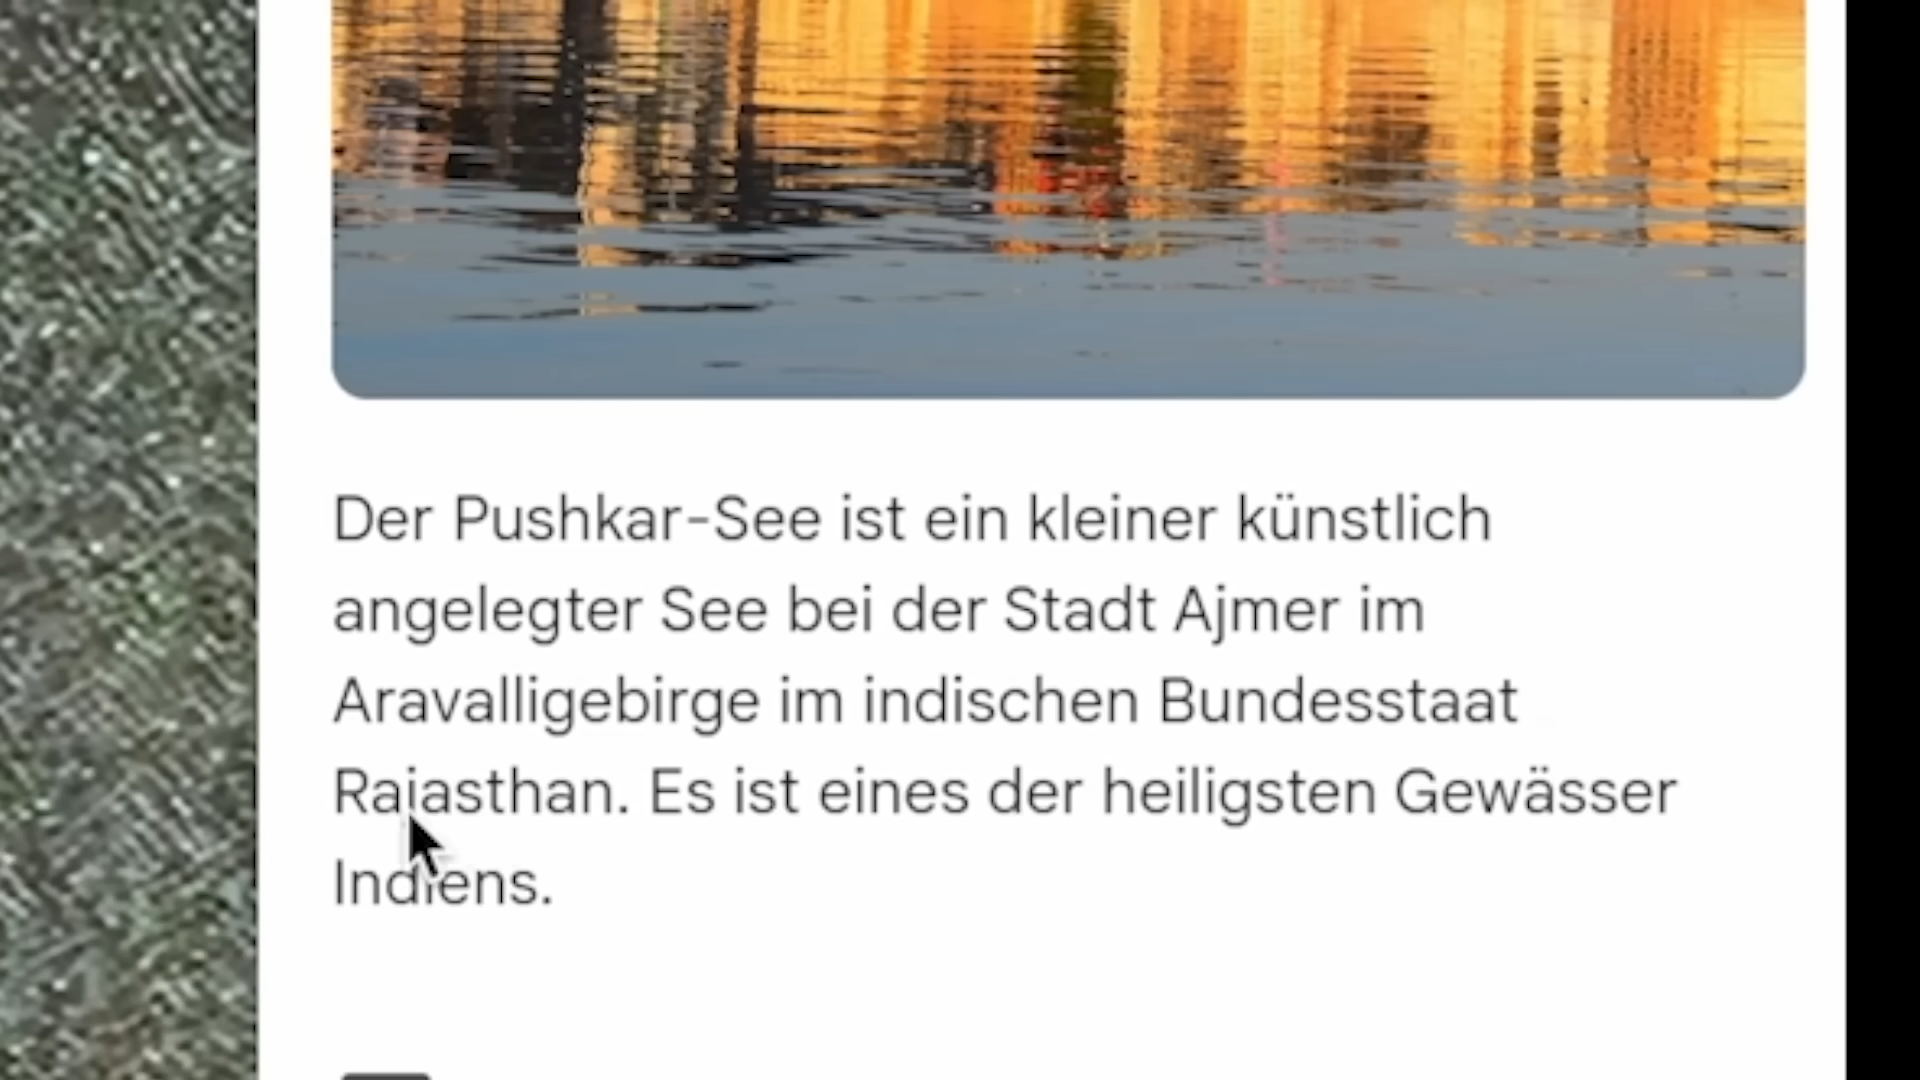 Der Pushkar-See ist ein kleiner künstlich
angelegter See bei der Stadt Ajmer im
Aravalligebirge im indischen Bundesstaat
Rajasthan. Es ist eines der heiligsten Gewässer
Indiens.